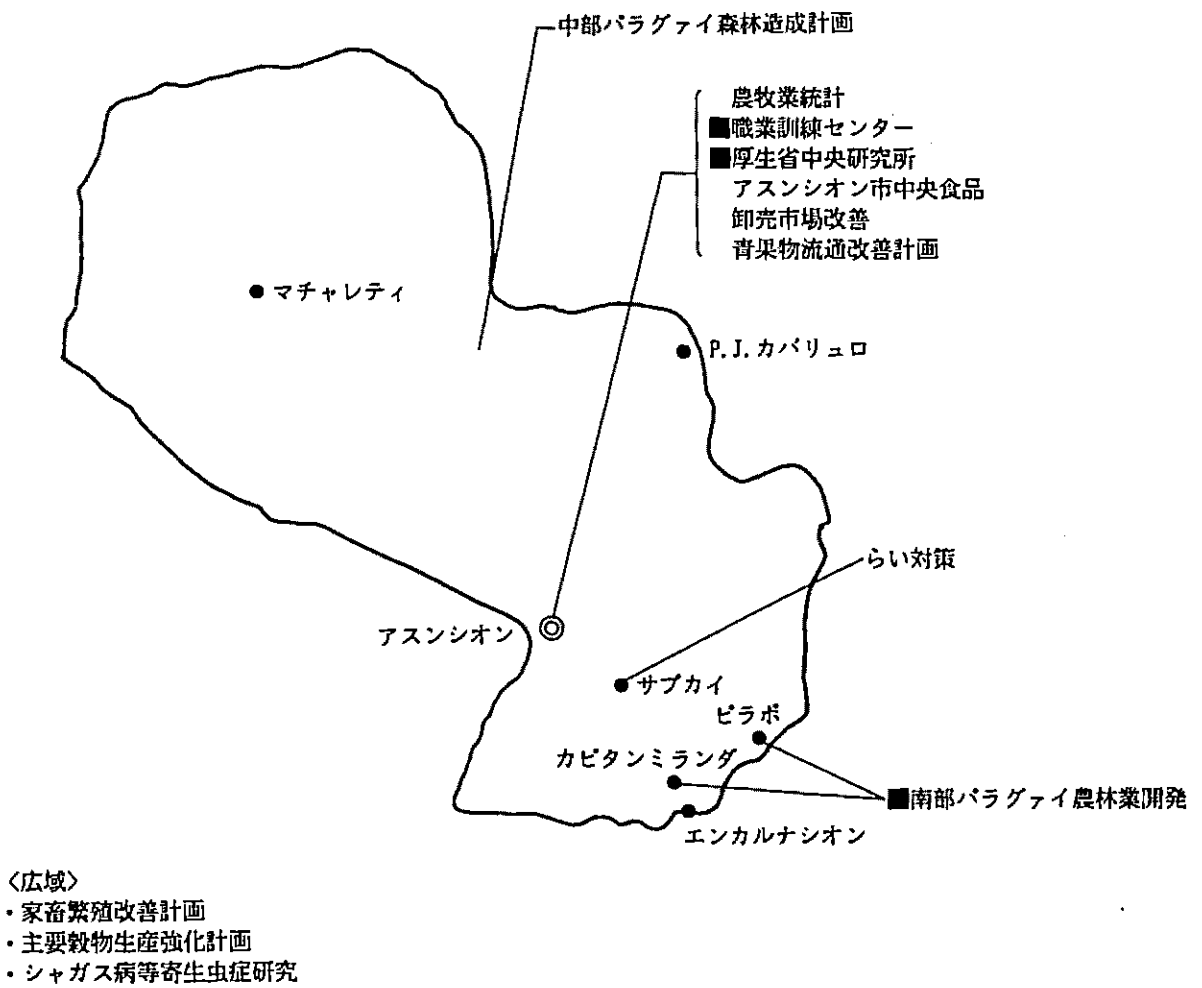 中部パラグァイ森林造成計画
農牧業統計
■職業訓練センター
■厚生省中央研究所
アスンシオン市中央食品
卸売市場改善
青果物流通改善計画
●マチャレティ
●P.J.カバリュロ
らい対策
アスンシオン
●サプカイ
ピラポ
カピタンミランダ
■南部パラグァイ農林業開発
エンカルナシオン
〈広域〉
・家畜繁殖改善計画
・主要穀物生産強化計画
・シャガス病等寄生虫症研究